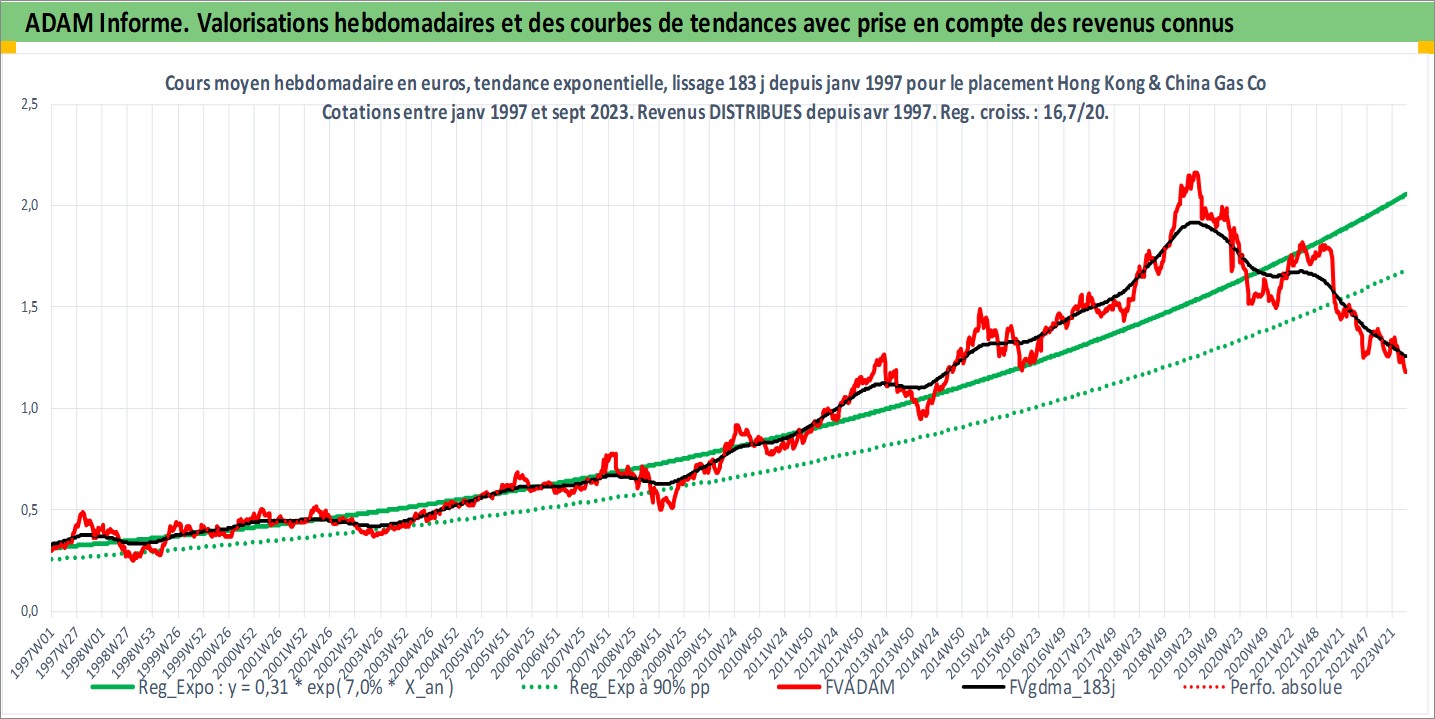 ADAM Informe. Valorisations hebdomadaires et des courbes de tendances avec prise en compte des revenus connus
Cours moyen hebdomadaire en euros, tendance exponentielle, lissage 183 j depuis janv 1997 pour le placement Hong Kong & China Gas Co
Cotations entre janv 1997 et sept 2023. Revenus DISTRIBUES depuis avr 1997. Reg. croiss. : 16,7/20.
2,5
2,0
1,5
1,0
0,5
0,0
1997W01
1997W27
1998W01
1998W27
1998W53
1999W26
1999W52
2000W26
2000W52
2001W26
2001W52
2002W26
2002W52
2003W26
2003W52
2004W26
2004W52
2005W25
2005W51
2006W25
2006W51
2007W25
2007W51
2008W25
2008W51
2009W25
2009W51
2010W24
2010W50
2011W24
2011W50
2012W24
2012W50
2013W24
2013W50
2014W24
2014W50
2015W24
2015W50
2016W23
2016W49
2017W23
2017W49
2018W23
2018W49
2019W23
2019W49
2020W23
2020W49
2021W22
2021W48
2022W21
2022W47
2023W21
Reg_Expo : y = 0,31 * exp( 7,0% * X_an )
Reg_Exp à 90% pp
FVADAM
FVgdma_183j
Perfo. absolue